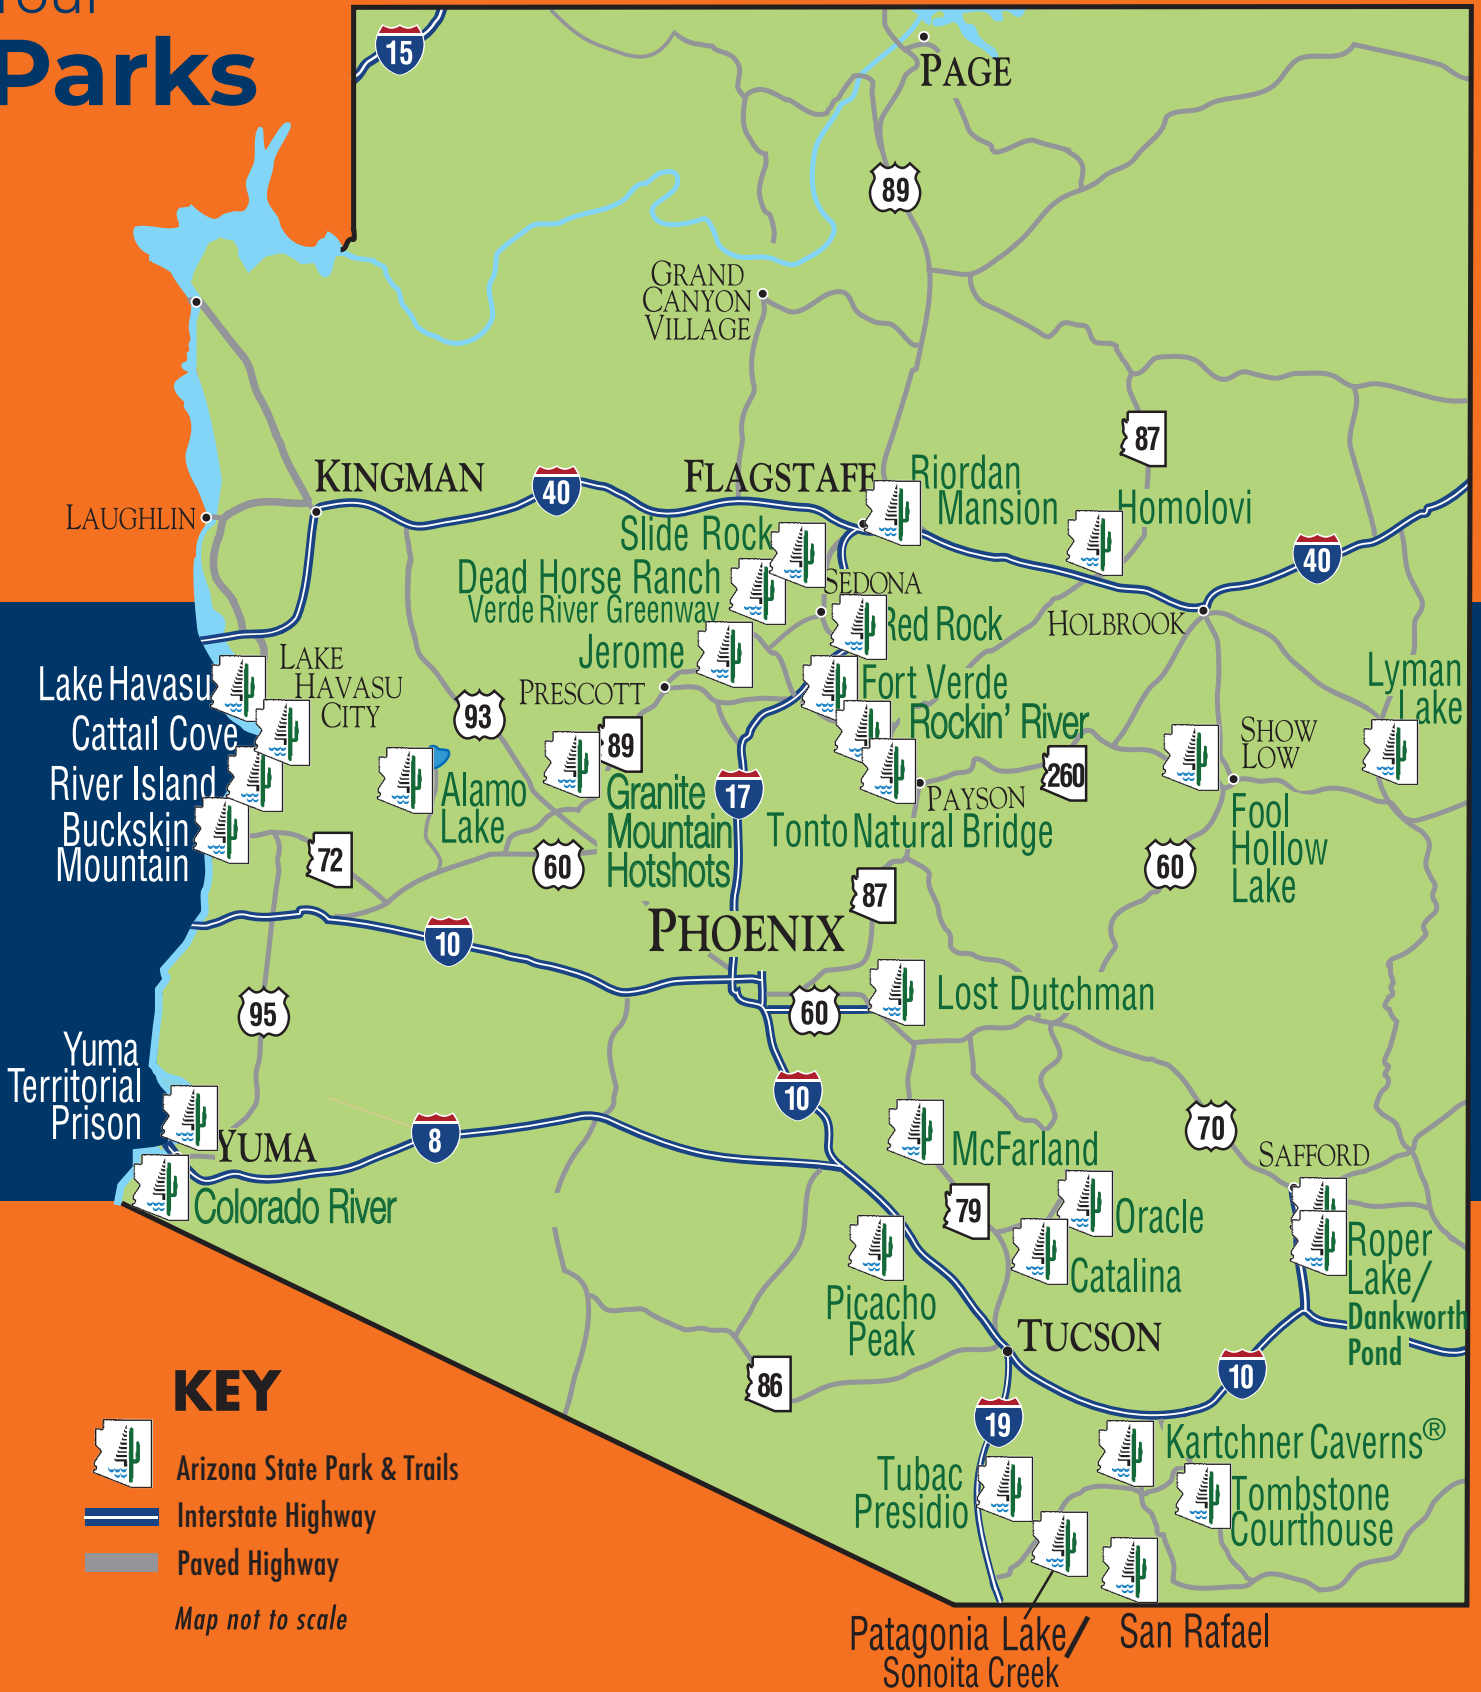 Your
Parks
15
PAGE
89
GRAND
CANYON
VILLAGE
87
KINGMAN
40
FLAGSTAFF
Riordan
Mansion
Homolovi
LAUGHLIN
Slide Rock
40
Dead Horse Ranch
Verde River Greenway
SEDONA
Red Rock
HOLBROOK
Jerome
LAKE
HAVASU
CITY
Lake Havasu
PRESCOTT
Fort Verde
Lyman
Lake
93
Rockin' River
Cattail Cove
89
SHOW
LOW
River Island
Alamo
Lake
Granite
Mountain
Hotshots
17
260
PAYSON
Tonto Natural Bridge
Fool
Hollow
Lake
Buckskin
Mountain
72
60
60
87
PHOENIX
10
95
60
Lost Dutchman
Yuma
Territorial
Prison
10
8
YUMA
McFarland
70
SAFFORD
Colorado River
79
Oracle
Catalina
Roper
Lake/
Dankworth
Pond
Picacho
Peak
TUCSON
86
10
19
Kartchner Caverns®
Tubac
Presidio
Tombstone
Courthouse
Patagonia Lake/
Sonoita Creek
San Rafael
KEY
Arizona State Park & Trails
Interstate Highway
Paved Highway
Map not to scale